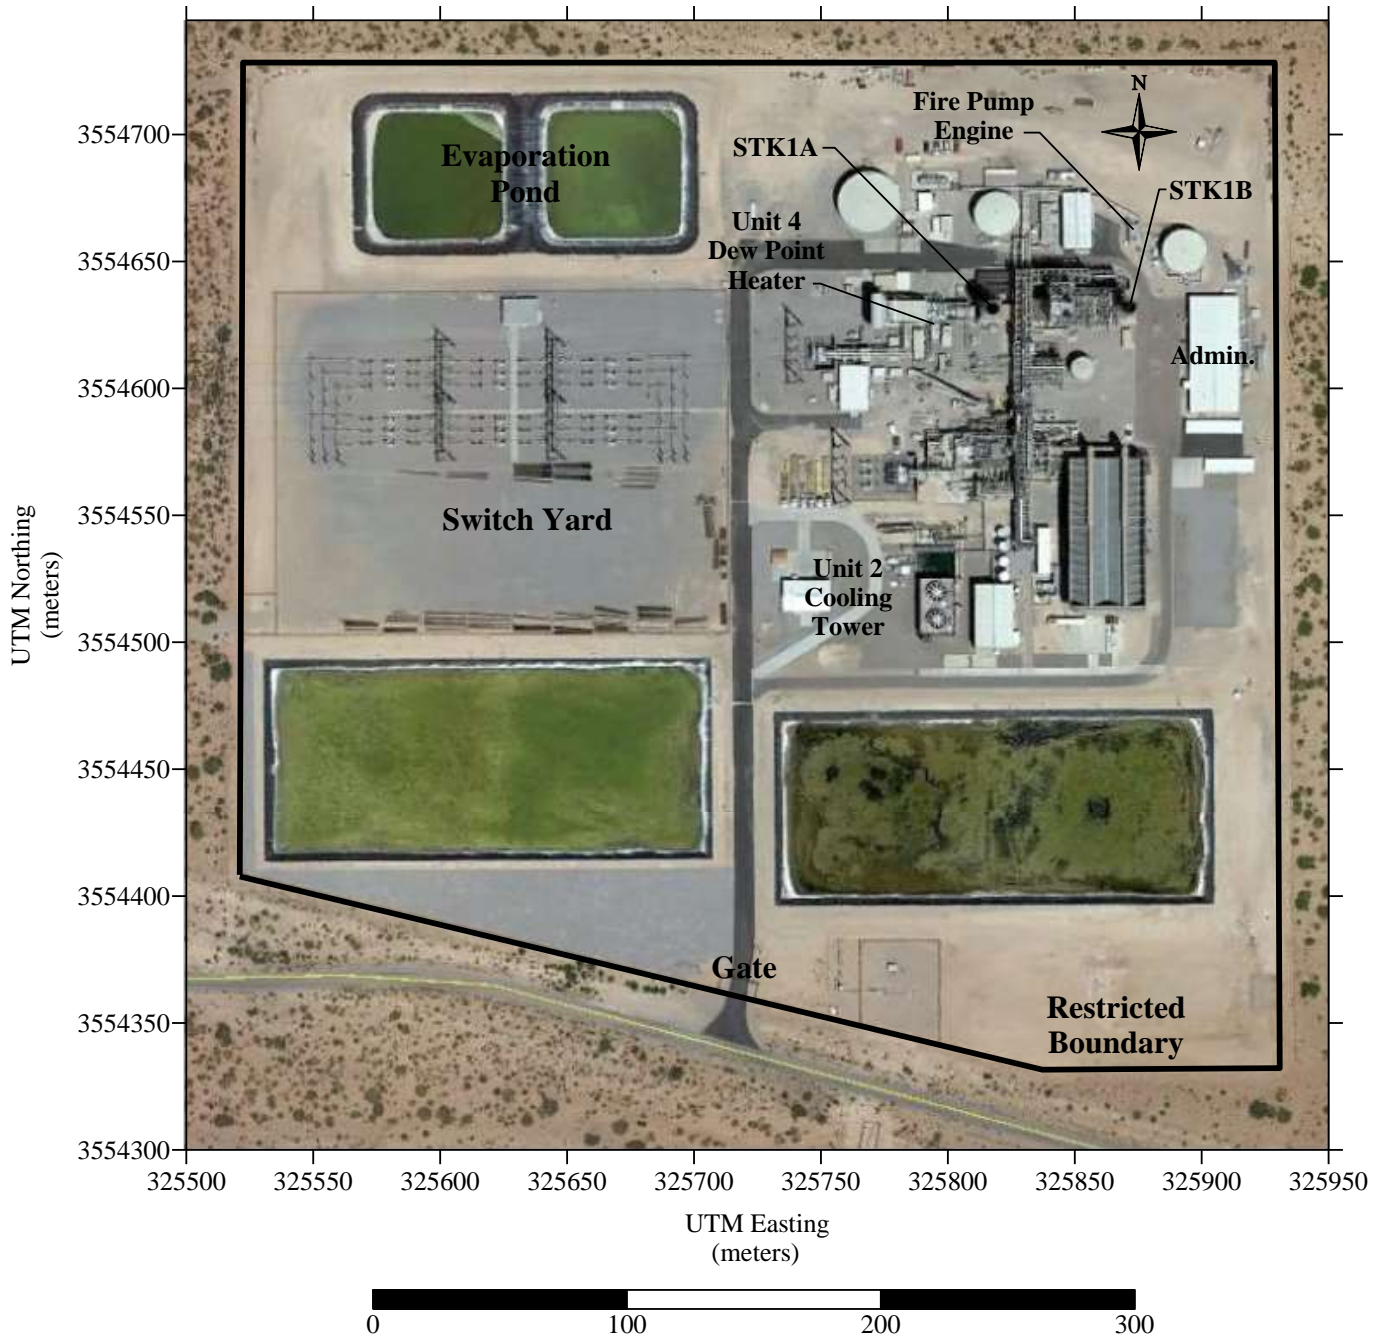 N
Fire Pump
Engine
STK1A
STK1B
Evaporation
Pond
Unit 4
Dew Point
Heater
Admin.
Switch Yard
Unit 2
Cooling
Tower
Gate
Restricted
Boundary
3554700
3554650
3554600
3554550
3554500
3554450
3554400
3554350
3554300
UTM Northing
(meters)
325500 325550 325600 325650 325700 325750 325800 325850 325900 325950
UTM Easting
(meters)
0 100 200 300